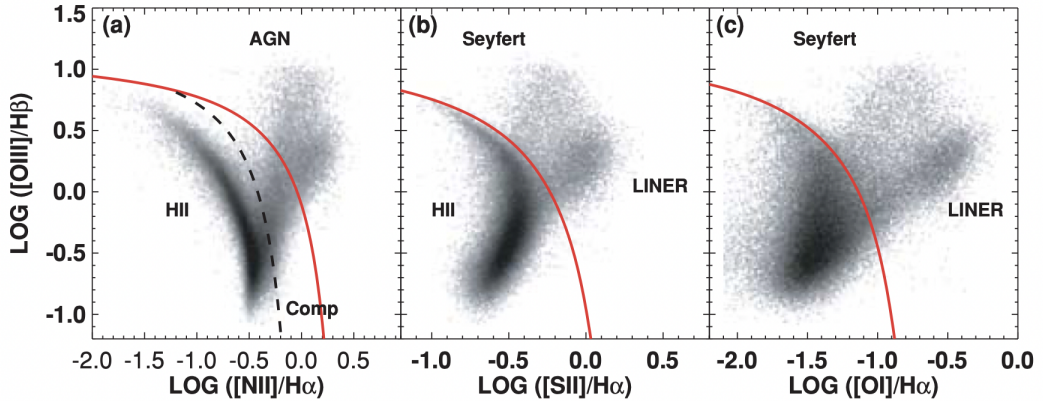 (a)
AGN
HII
Comp
(b)
Seyfert
HII
LINER
(c)
Seyfert
LINER
1.5
1.0
0.5
0.0
-0.5
-1.0
LOG ([OIII]/Hβ)
-2.0 -1.5 -1.0 -0.5 0.0 0.5
-1.0 -0.5 0.0 0.5
-2.0 -1.5 -1.0 -0.5 0.0
LOG ([NII]/Hα)
LOG ([SII]/Hα)
LOG ([OI]/Hα)